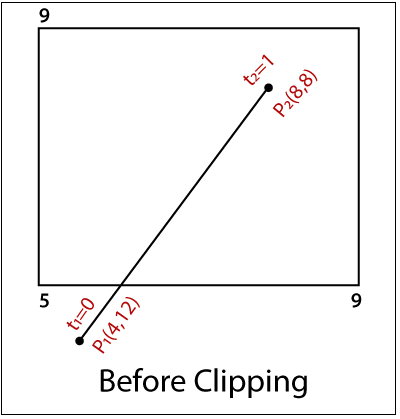 9
t₂=1
P₂(8,8)
5
9
t₁=0
P₁(4,12)
Before Clipping